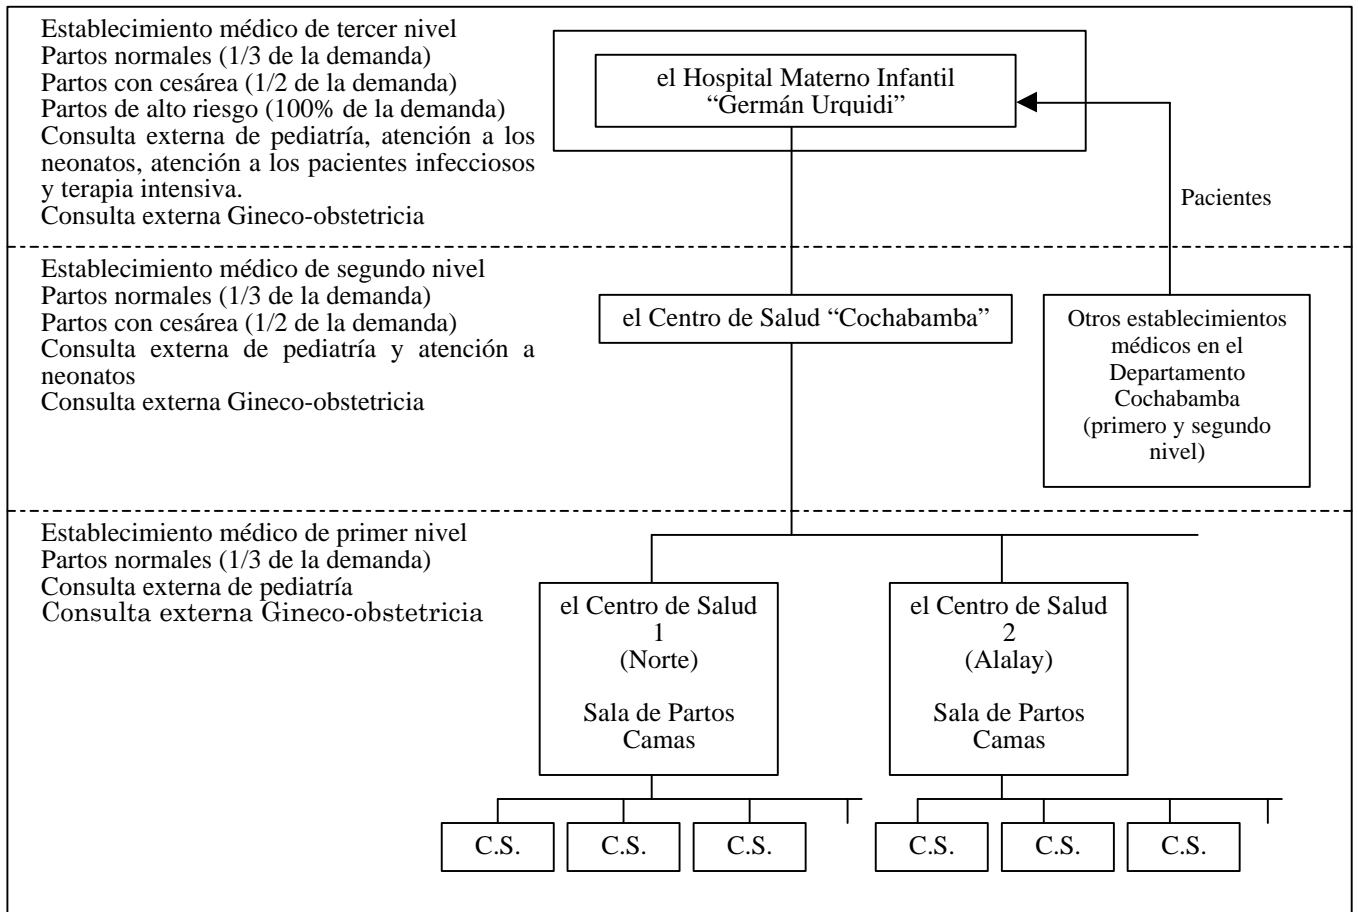 Establecimiento médico de tercer nivel
Partos normales (1/3 de la demanda)
Partos con cesárea (1/2 de la demanda)
Partos de alto riesgo (100% de la demanda)
Consulta externa de pediatría, atención a los
neonatos, atención a los pacientes infecciosos
y terapia intensiva.
Consulta externa Gineco-obstetricia
el Hospital Materno Infantil
“Germán Urquidi”
Pacientes
Establecimiento médico de segundo nivel
Partos normales (1/3 de la demanda)
Partos con cesárea (1/2 de la demanda)
Consulta externa de pediatría y atención a
neonatos
Consulta externa Gineco-obstetricia
el Centro de Salud “Cochabamba”
Otros establecimientos
médicos en el
Departamento
Cochabamba
(primero y segundo
nivel)
Establecimiento médico de primer nivel
Partos normales (1/3 de la demanda)
Consulta externa de pediatría
Consulta externa Gineco-obstetricia
el Centro de Salud
1
(Norte)
Sala de Partos
Camas
el Centro de Salud
2
(Alalay)
Sala de Partos
Camas
C.S.
C.S.
C.S.
C.S.
C.S.
C.S.